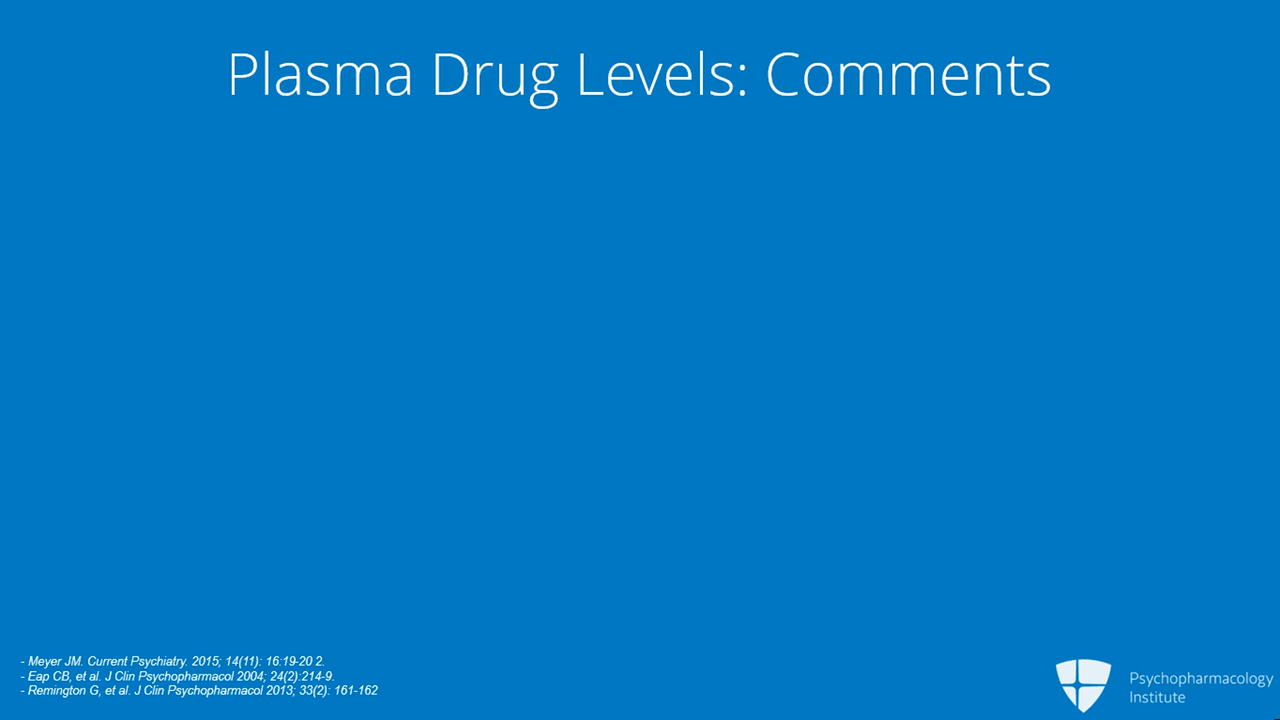 Plasma Drug Levels: Comments
- Meyer JM. Current Psychiatry. 2015; 14(11): 16:19-20 2.
- Eap CB, et al. J Clin Psychopharmacol 2004; 24(2):214-9.
- Remington G, et al. J Clin Psychopharmacol 2013; 33(2): 161-162
Psychopharmacology
Institute